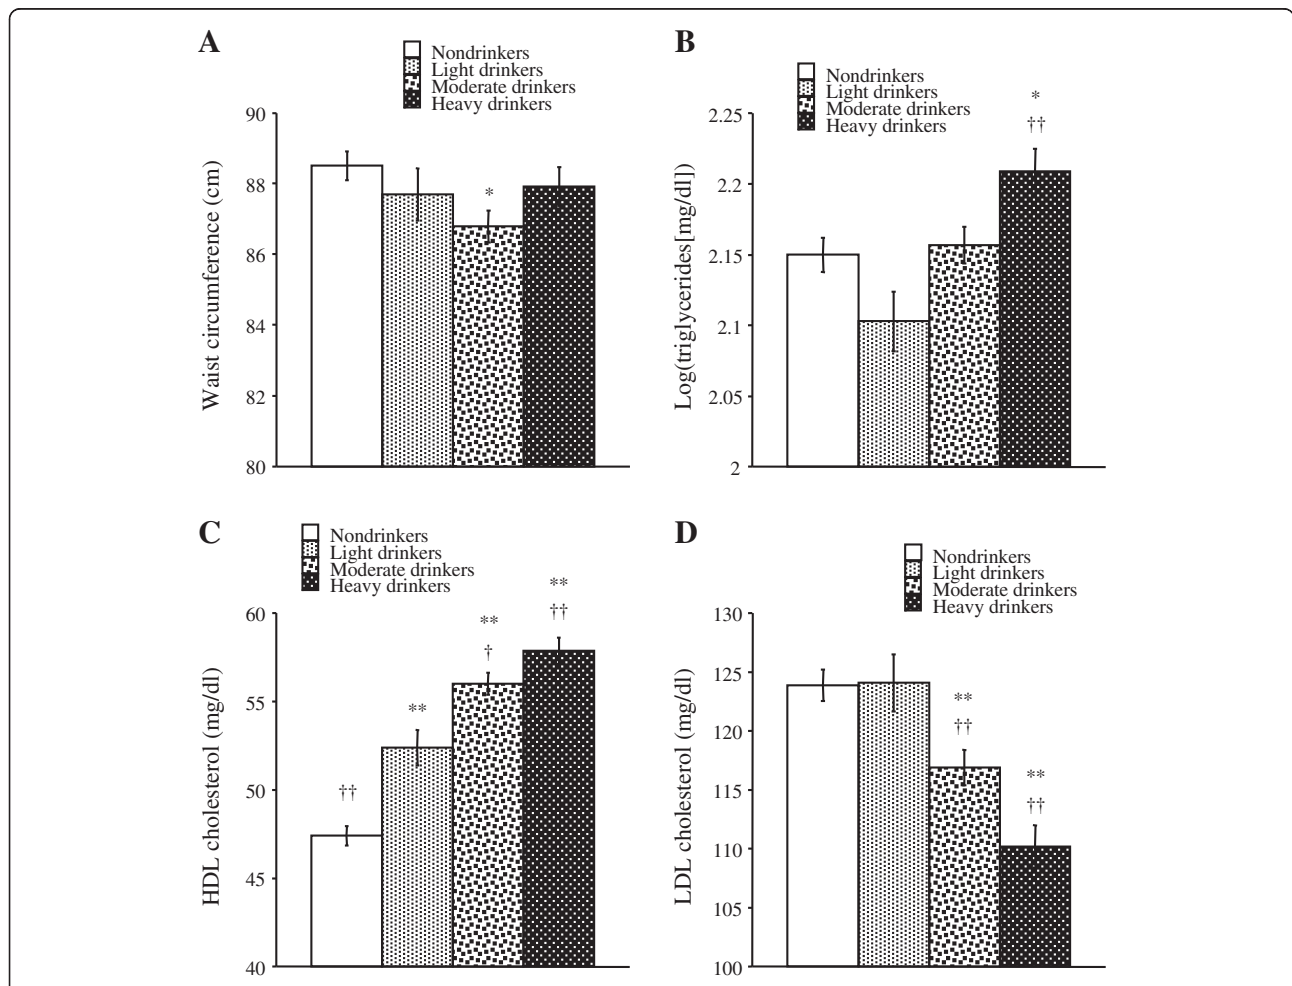 A
Nondrinkers
Light drinkers
Moderate drinkers
Heavy drinkers
90
88
86
84
82
80
Waist circumference (cm)
*
B
Nondrinkers
Light drinkers
Moderate drinkers
Heavy drinkers
2.25
2.2
2.15
2.1
2.05
2
Log(triglycerides[mg/dl])
*
††
C
Nondrinkers
Light drinkers
Moderate drinkers
Heavy drinkers
60
55
50
45
40
HDL cholesterol (mg/dl)
††
**
**
†
**
††
D
Nondrinkers
Light drinkers
Moderate drinkers
Heavy drinkers
130
125
120
115
110
105
100
LDL cholesterol (mg/dl)
**
††
**
††